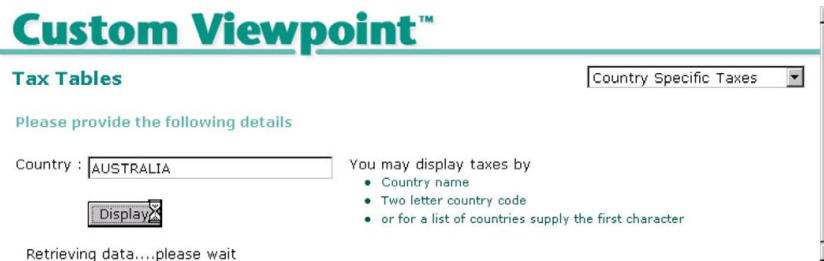 Custom Viewpoint™
Tax Tables
Country Specific Taxes
Please provide the following details
Country : AUSTRALIA
You may display taxes by
• Country name
• Two letter country code
• or for a list of countries supply the first character
Display
Retrieving data....please wait